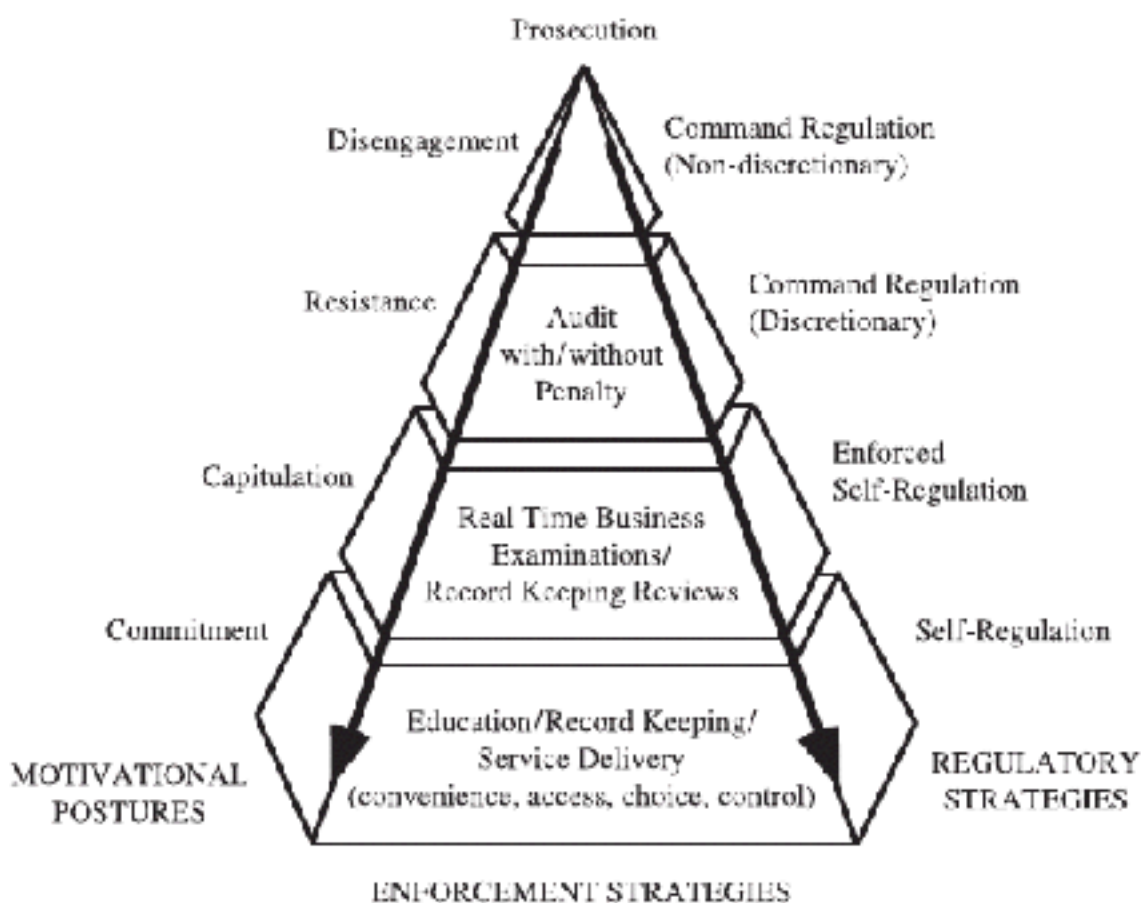 Prosecution
Disengagement
Command Regulation
(Non-discretionary)
Resistance
Command Regulation
(Discretionary)
Audit
with/without
Penalty
Capitulation
Enforced
Self-Regulation
Real Time Business
Examinations/
Record Keeping Reviews
Commitment
Self-Regulation
Education/Record Keeping/
Service Delivery
(convenience, access, choice, control)
MOTIVATIONAL
POSTURES
REGULATORY
STRATEGIES
ENFORCEMENT STRATEGIES